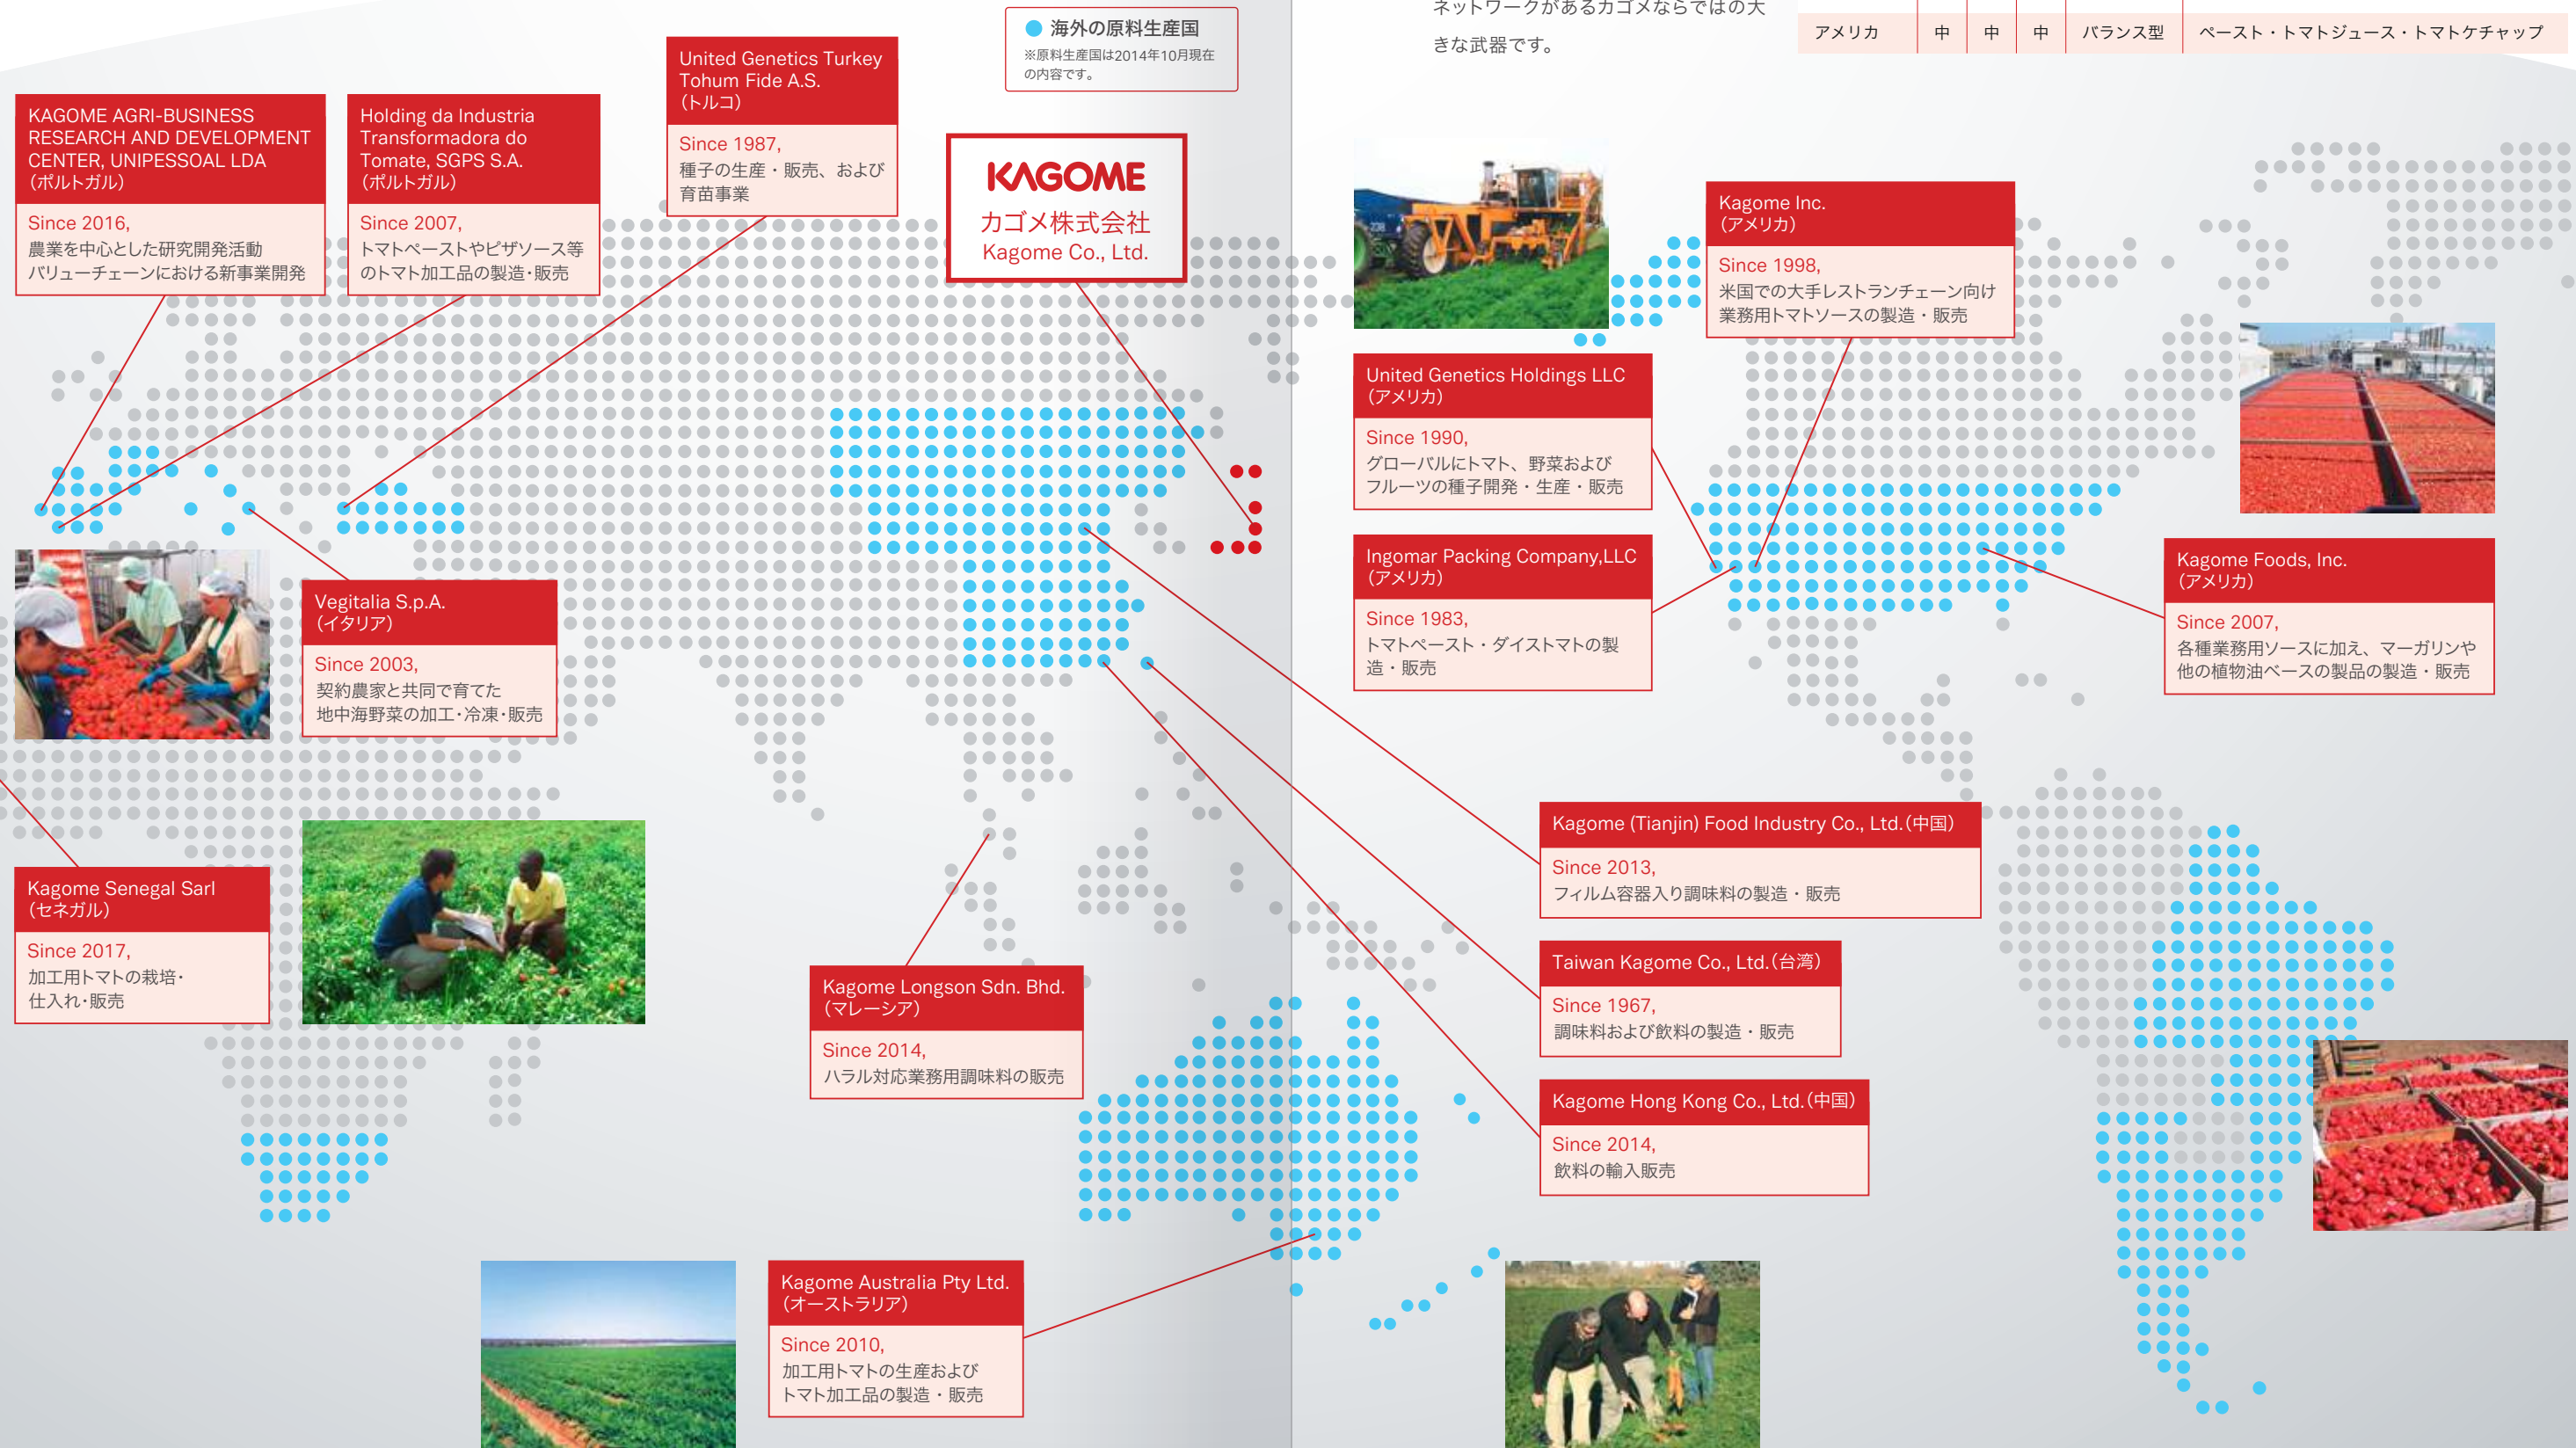 ネットワークがあるカゴメならではの大
きな武器です。
アメリカ 中 中 中 バランス型 ペースト・トマトジュース・トマトケチャップ
海外の原料生産国
※原料生産国は2014年10月現在
の内容です。
KAGOME AGRI-BUSINESS
RESEARCH AND DEVELOPMENT
CENTER, UNIPESSOAL LDA
（ポルトガル）
Since 2016,
農業を中心とした研究開発活動
バリューチェーンにおける新事業開発
Holding da Industria
Transformadora do
Tomate, SGPS S.A.
（ポルトガル）
Since 2007,
トマトペーストやピザソース等
のトマト加工品の製造・販売
United Genetics Turkey
Tohum Fide A.S.
（トルコ）
Since 1987,
種子の生産・販売、および
育苗事業
KAGOME
カゴメ株式会社
Kagome Co., Ltd.
Kagome Inc.
（アメリカ）
Since 1998,
米国での大手レストランチェーン向け
業務用トマトソースの製造・販売
United Genetics Holdings LLC
（アメリカ）
Since 1990,
グローバルにトマト、野菜および
フルーツの種子開発・生産・販売
Ingomar Packing Company,LLC
（アメリカ）
Since 1983,
トマトペースト・ダイストマトの製
造・販売
Kagome Foods, Inc.
（アメリカ）
Since 2007,
各種業務用ソースに加え、マーガリンや
他の植物油ベースの製品の製造・販売
Vegitalia S.p.A.
（イタリア）
Since 2003,
契約農家と共同で育てた
地中海野菜の加工・冷凍・販売
Kagome Senegal Sarl
（セネガル）
Since 2017,
加工用トマトの栽培・
仕入れ・販売
Kagome Longson Sdn. Bhd.
（マレーシア）
Since 2014,
ハラル対応業務用調味料の販売
Kagome (Tianjin) Food Industry Co., Ltd.（中国）
Since 2013,
フィルム容器入り調味料の製造・販売
Taiwan Kagome Co., Ltd.（台湾）
Since 1967,
調味料および飲料の製造・販売
Kagome Hong Kong Co., Ltd.（中国）
Since 2014,
飲料の輸入販売
Kagome Australia Pty Ltd.
（オーストラリア）
Since 2010,
加工用トマトの生産および
トマト加工品の製造・販売
238